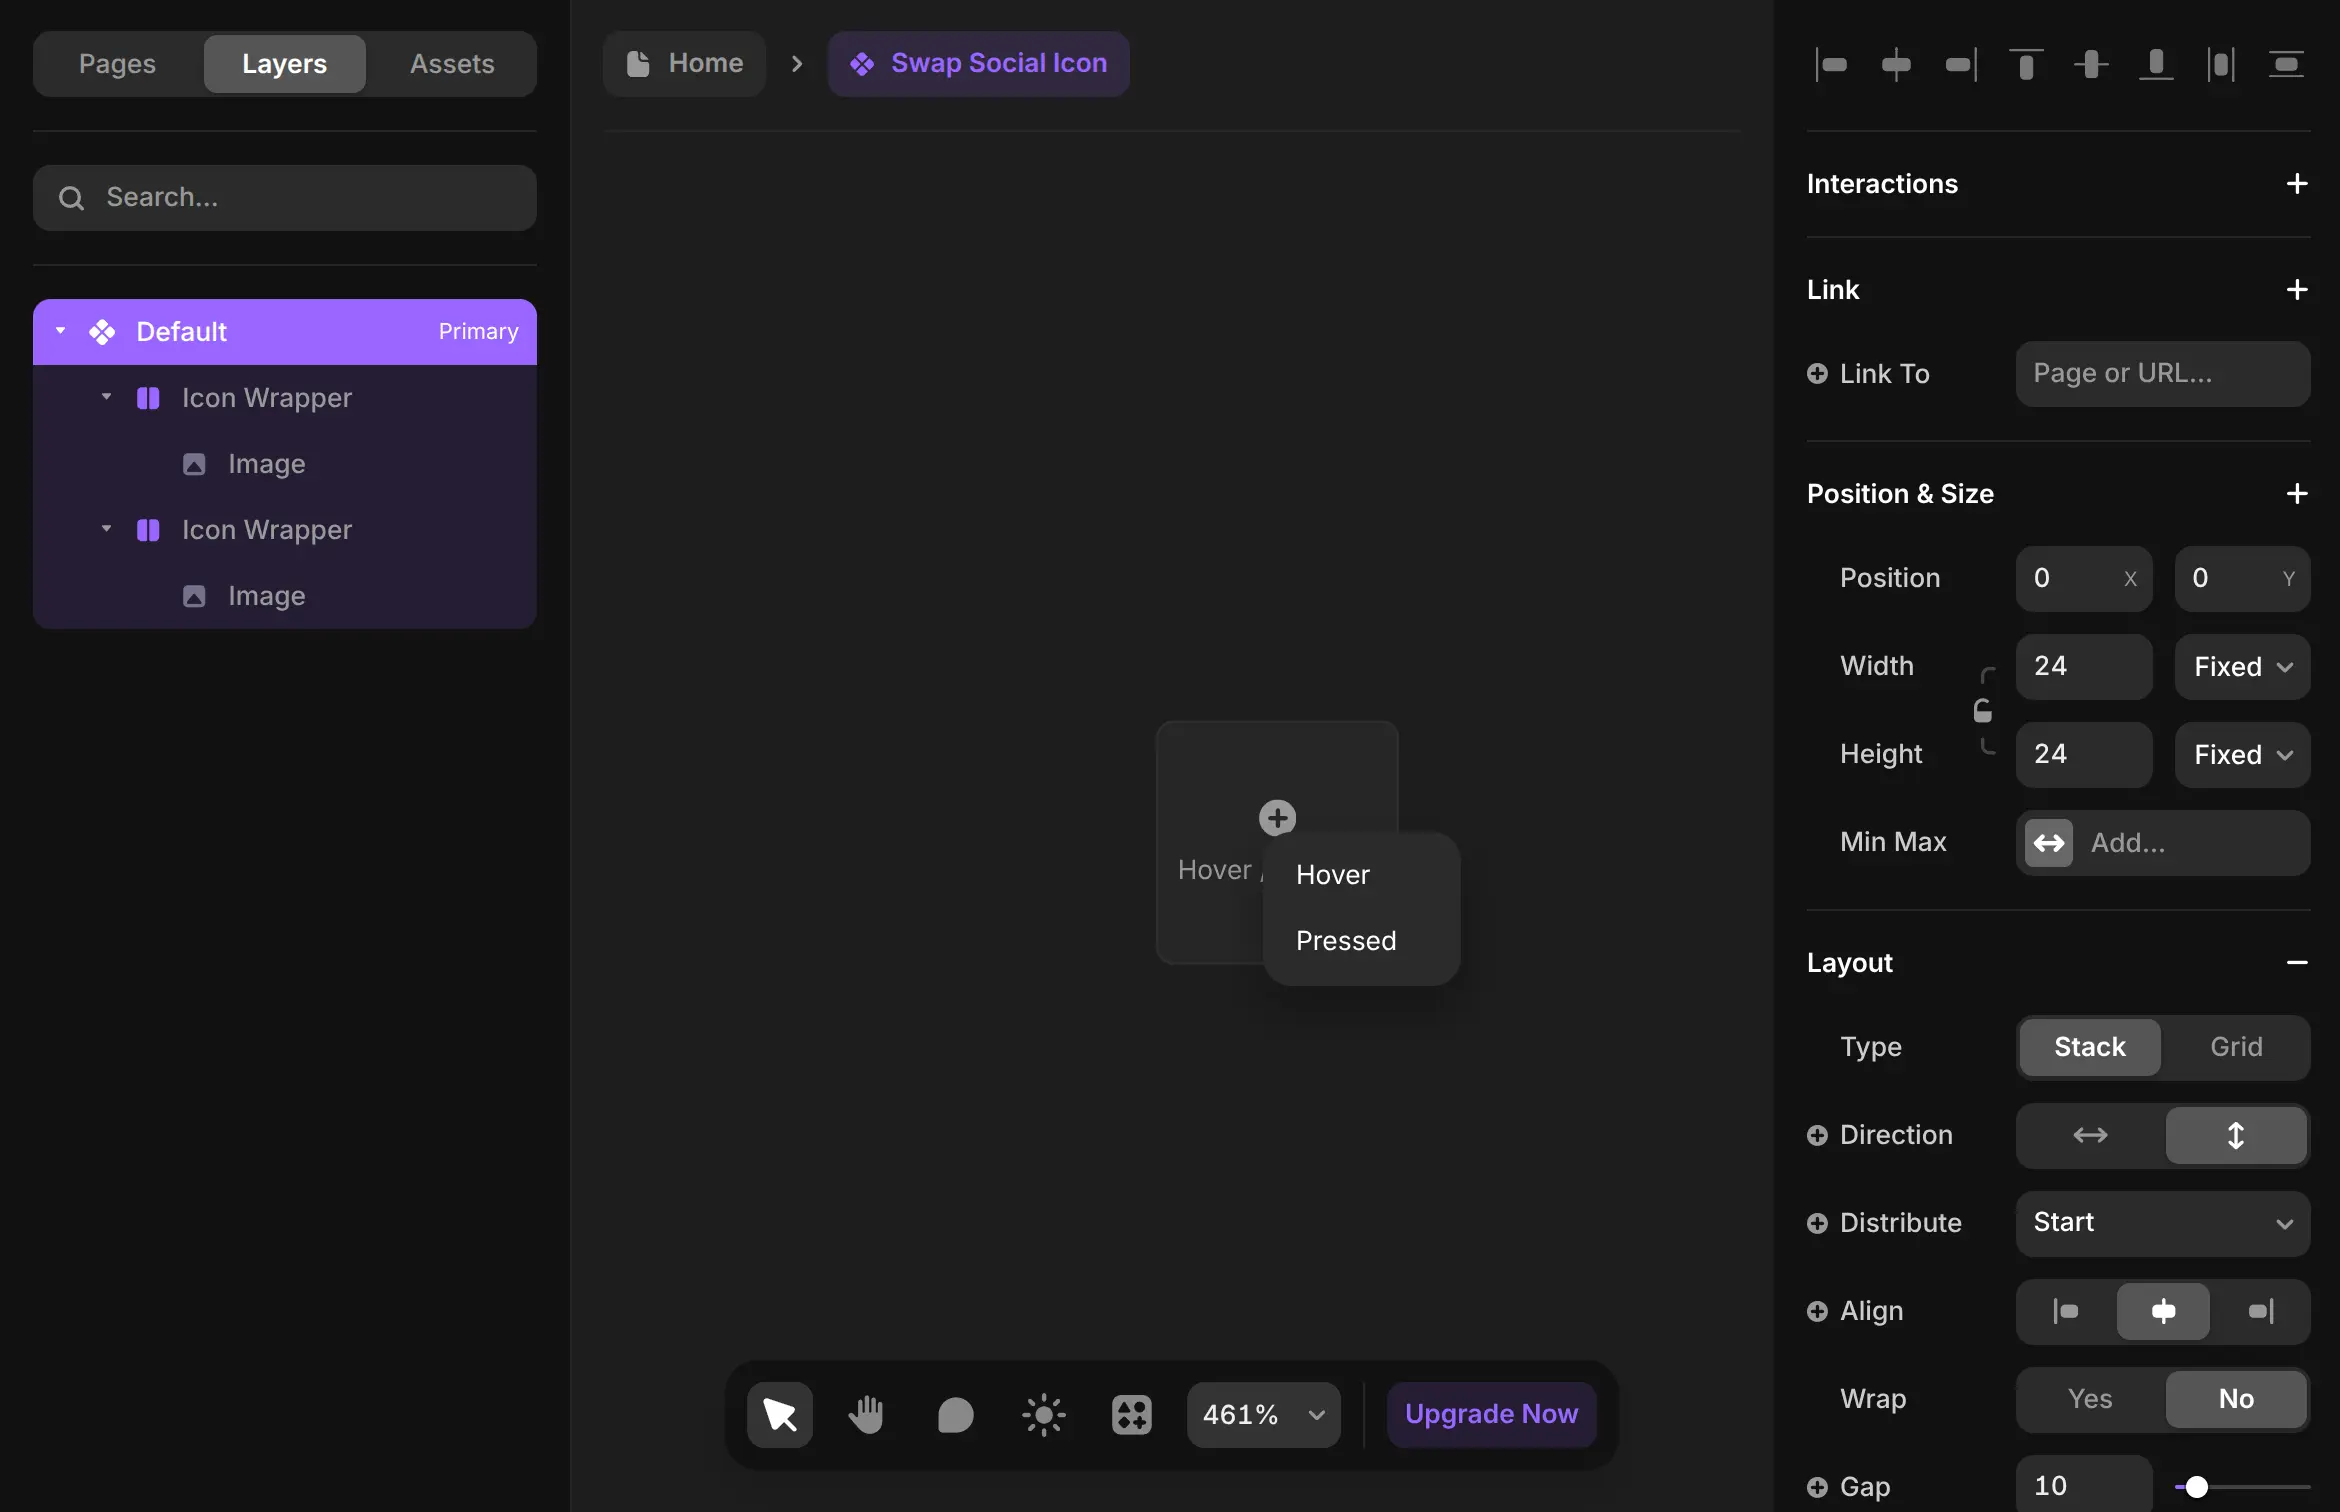 Pages
Layers
Assets
Search...
Default
Primary
Icon Wrapper
Image
Icon Wrapper
Image
Home
Swap Social Icon
Hover
Hover
Pressed
461%
Upgrade Now
Interactions
Link
Link To
Page or URL...
Position & Size
Position
0
X
0
Y
Width
24
Fixed
Height
24
Fixed
Min Max
Add...
Layout
Type
Stack
Grid
Direction
Distribute
Start
Align
Wrap
Yes
No
Gap
10